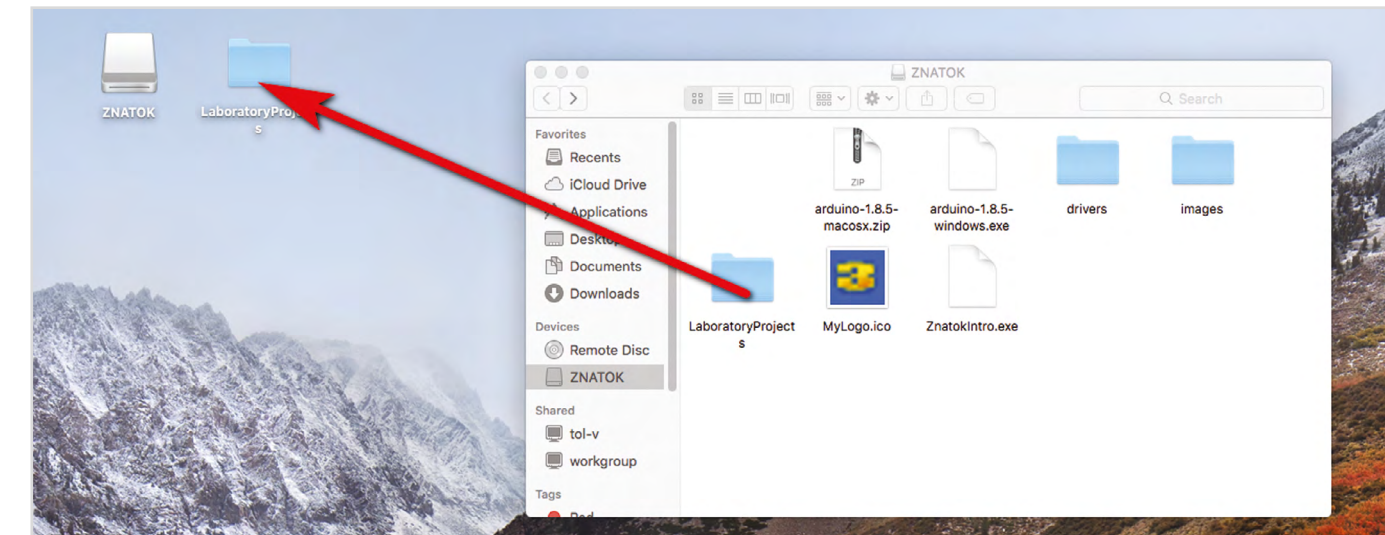 ZNATOK
LaboratoryProj
s
ZNATOK
Search
Favorites
Recents
iCloud Drive
Applications
Desktop
Documents
Downloads
Devices
Remote Disc
ZNATOK
Shared
tol-v
workgroup
Tags
Red
ZIP
arduino-1.8.5-
macosx.zip
arduino-1.8.5-
windows.exe
drivers
images
LaboratoryProject
s
MyLogo.ico
ZnatokIntro.exe